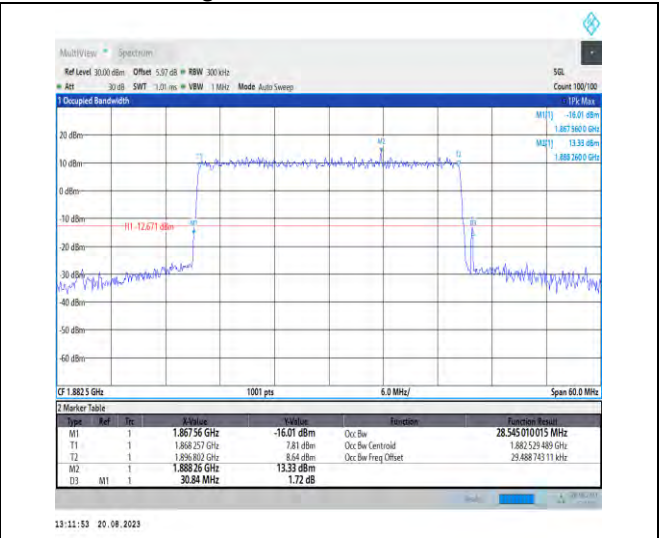 MultiView Spectrum
Ref Level 30.00 dBm Offset 5.97 dB RBW 300 kHz SGL
Att 30 dB SWT 1.01 ms VBW 1 MHz Mode Auto Sweep Count 100/100
1 Occupied Bandwidth 1Pk Max
M1[1] -16.01 dBm
1.867 560 0 GHz
M2[1] 13.33 dBm
1.888 260 0 GHz
20 dBm
M2
T1 T2
10 dBm
0 dBm
-10 dBm
H1 -12.671 dBm M1
-20 dBm
-30 dBm
-40 dBm
-50 dBm
-60 dBm
CF 1.882 5 GHz 1001 pts 6.0 MHz/ Span 60.0 MHz
2 Marker Table
Type Ref Trc X-Value Y-Value Function Function Result
M1 1 1.867 56 GHz -16.01 dBm Occ Bw 28.545 010 015 MHz
T1 1 1.868 257 GHz 7.81 dBm Occ Bw Centroid 1.882 529 489 GHz
T2 1 1.896 802 GHz 8.64 dBm Occ Bw Freq Offset 29.488 743 11 kHz
M2 1 1.888 26 GHz 13.33 dBm
D3 M1 1 30.84 MHz 1.72 dB
13:11:53 20.08.2023